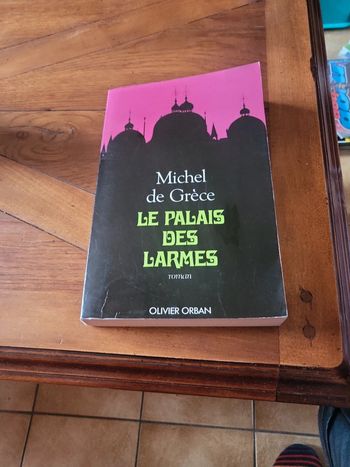 Michel
de Grèce
LE PALAIS
DES
LARMES
roman
OLIVIER ORBAN